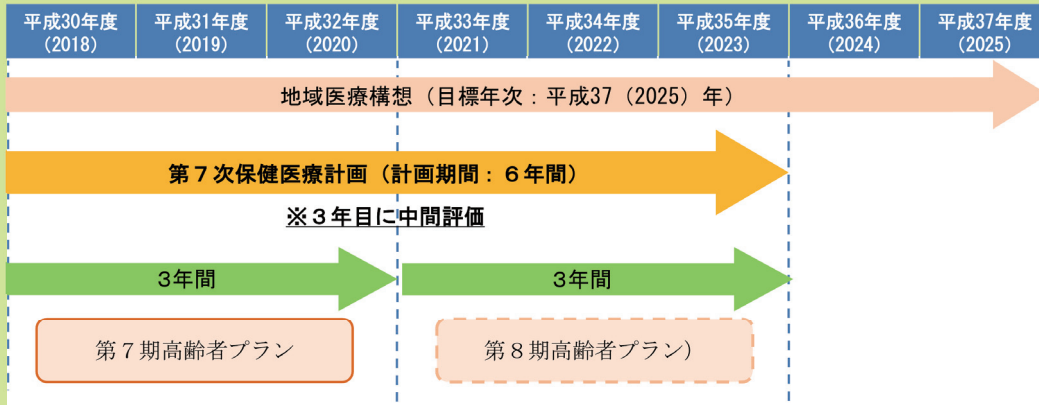 平成30年度 平成31年度 平成32年度 平成33年度 平成34年度 平成35年度 平成36年度 平成37年度
(2018) (2019) (2020) (2021) (2022) (2023) (2024) (2025)
地域医療構想（目標年次：平成37（2025）年）
第７次保健医療計画（計画期間：６年間）
※３年目に中間評価
3年間 3年間
第７期高齢者プラン 第８期高齢者プラン）